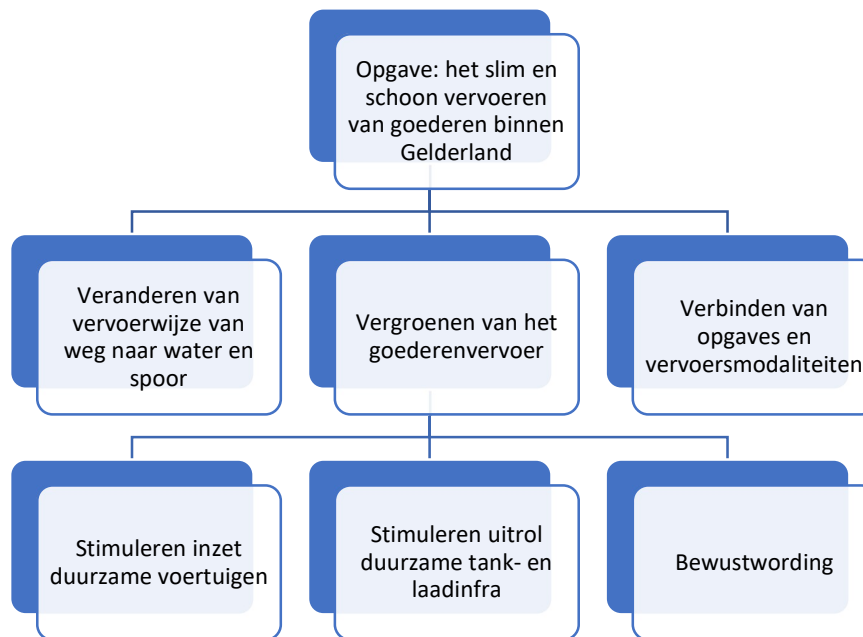 Opgave: het slim en
schoon vervoeren
van goederen binnen
Gelderland
Veranderen van
vervoerwijze van
weg naar water en
spoor
Vergroenen van het
goederenvervoer
Verbinden van
opgaves en
vervoersmodaliteiten
Stimuleren inzet
duurzame voertuigen
Stimuleren uitrol
duurzame tank- en
laadinfra
Bewustwording